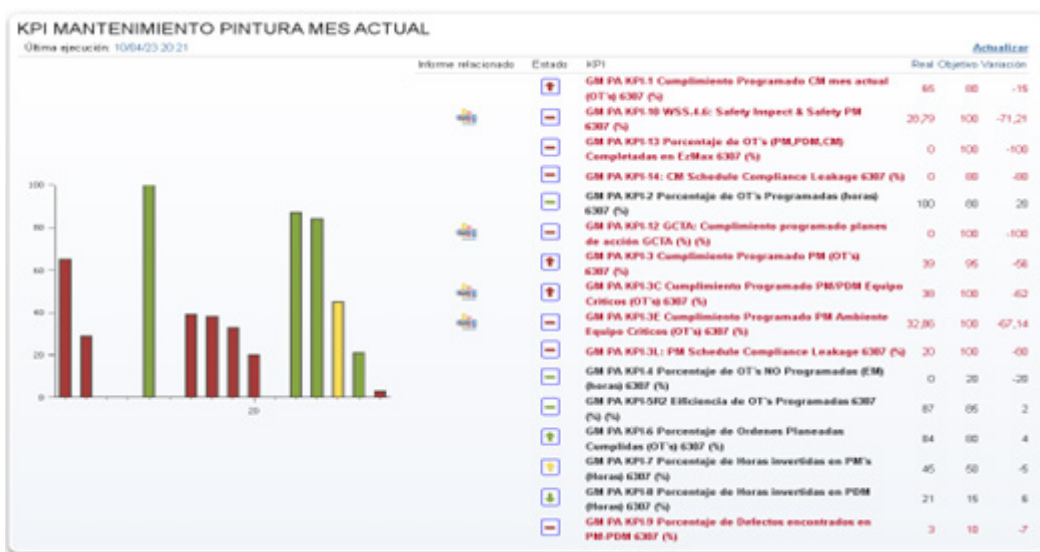 KPI MANTENIMIENTO PINTURA MES ACTUAL
Última ejecución: 10/04/23 20:21
Actualizar
Informe relacionado Estado KPI Real Objetivo Variación
GM PA KPI-1 Cumplimiento Programado CM mes actual
(OT's) 6307 (%) 65 80 -15
GM PA KPI-10 WSS.4.6: Safety Inspect & Safety PM
6307 (%) 28,79 100 -71,21
GM PA KPI-13 Porcentaje de OT's (PM,PDM,CM)
Completadas en EzMax 6307 (%) 0 100 -100
GM PA KPI-14: CM Schedule Compliance Leakage 6307 (%) 0 80 -80
GM PA KPI-2 Porcentaje de OT's Programadas (horas)
6307 (%) 100 80 20
GM PA KPI-12 GCTA: Cumplimiento programado planes
de acción GCTA (%) (%) 0 100 -100
GM PA KPI-3 Cumplimiento Programado PM (OT's)
6307 (%) 39 95 -56
GM PA KPI-3C Cumplimiento Programado PM/PDM Equipo
Criticos (OT's) 6307 (%) 38 100 -62
GM PA KPI-3E Cumplimiento Programado PM Ambiente
Equipo Criticos (OT's) 6307 (%) 32,86 100 -67,14
GM PA KPI-3L: PM Schedule Compliance Leakage 6307 (%) 20 100 -80
GM PA KPI-4 Porcentaje de OT's NO Programadas (EM)
(horas) 6307 (%) 0 20 -20
GM PA KPI-5R2 Eificiencia de OT's Programadas 6307
(%) (%) 87 85 2
GM PA KPI-6 Porcentaje de Ordenes Planeadas
Cumplidas (OT's) 6307 (%) 84 80 4
GM PA KPI-7 Porcentaje de Horas invertidas en PM's
(Horas) 6307 (%) 45 50 -5
GM PA KPI-8 Porcentaje de Horas invertidas en PDM
(Horas) 6307 (%) 21 15 6
GM PA KPI-9 Porcentaje de Defectos encontrados en
PM-PDM 6307 (%) 3 10 -7
100
80
60
40
20
0
20